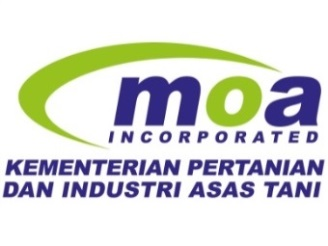 moa
INCORPORATED
KEMENTERIAN PERTANIAN
DAN INDUSTRI ASAS TANI